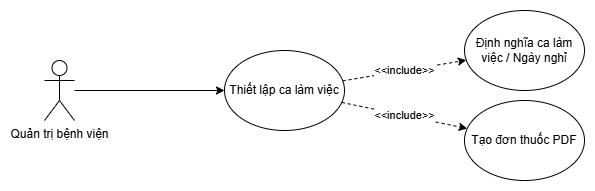 Quản trị bệnh viện
Thiết lập ca làm việc
<<include>>
<<include>>
Định nghĩa ca làm
việc / Ngày nghỉ
Tạo đơn thuốc PDF